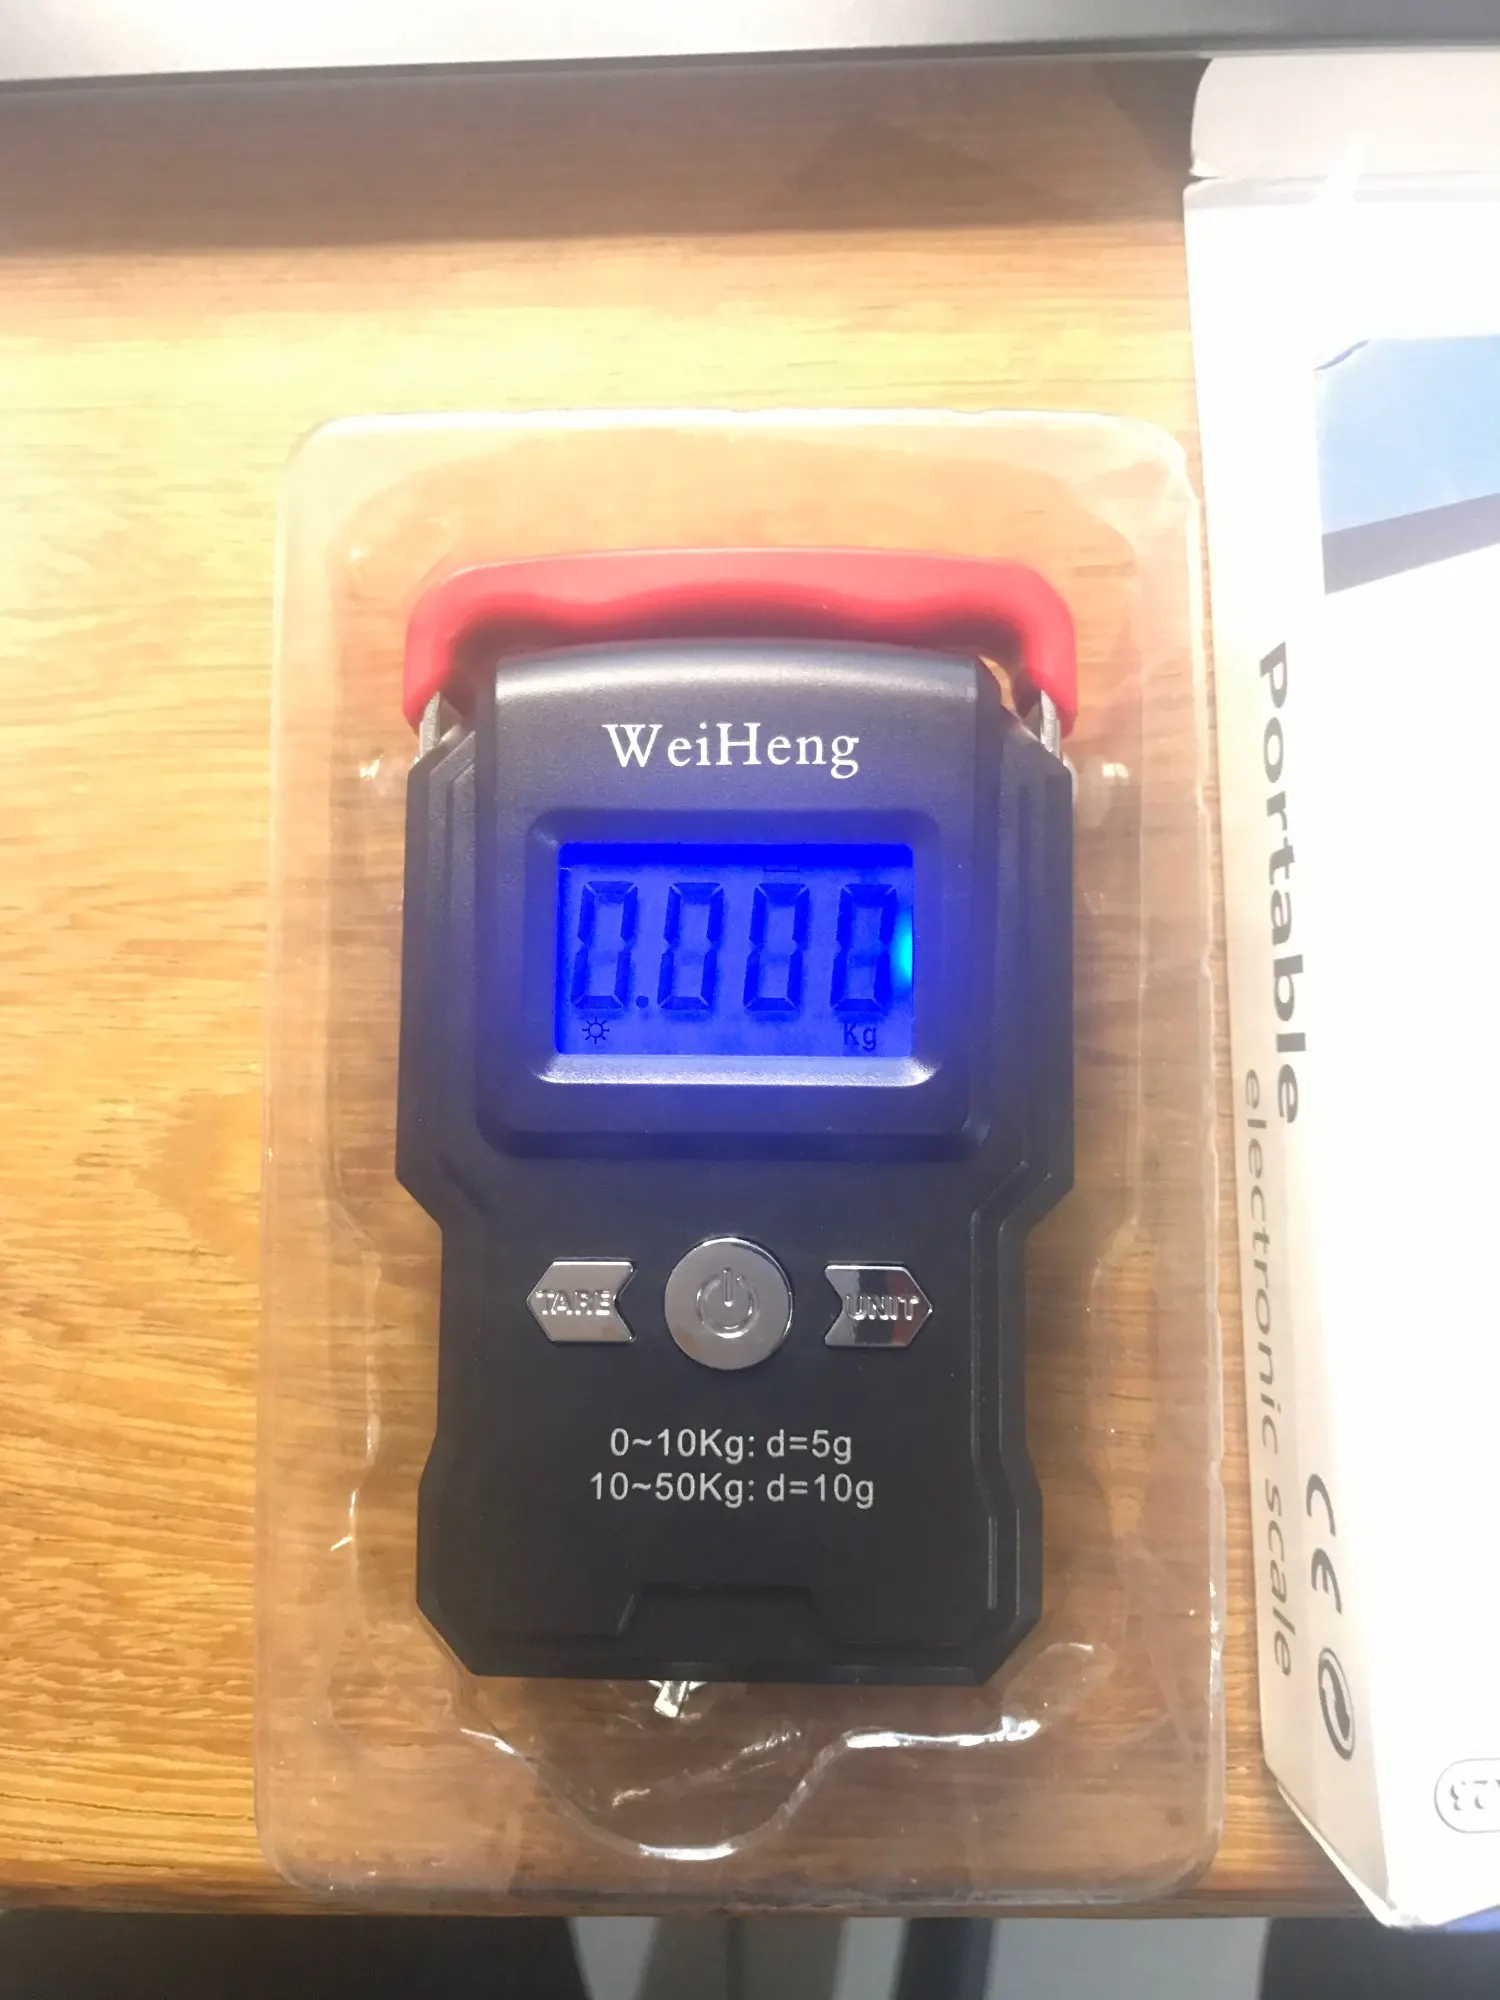 WeiHeng
0.000
Kg
TARE
UNIT
0~10Kg: d=5g
10~50Kg: d=10g
Portable
electronic scale
CE